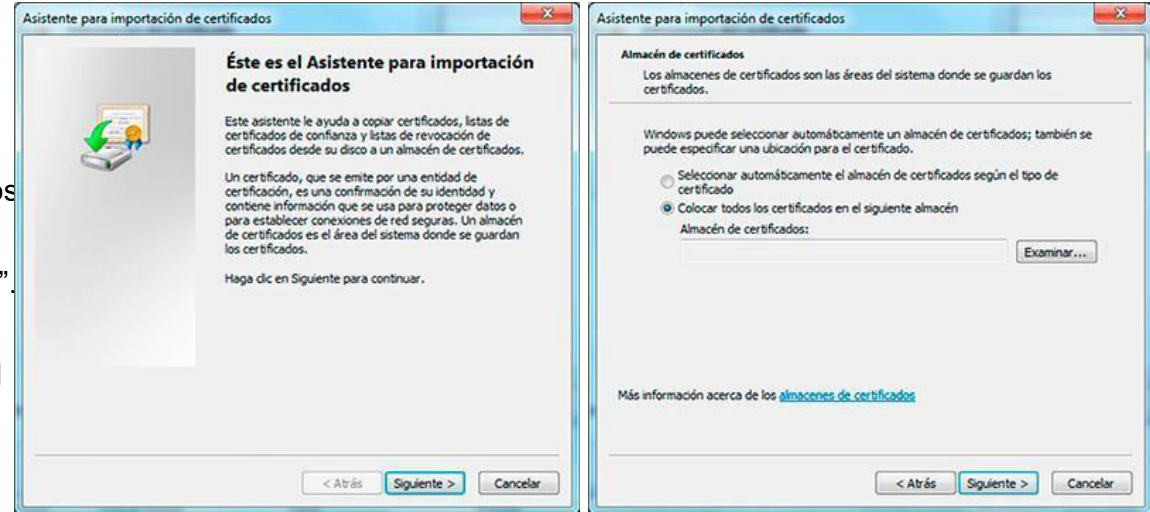 Asistente para importación de certificados
Éste es el Asistente para importación
de certificados
Este asistente le ayuda a copiar certificados, listas de
certificados de confianza y listas de revocación de
certificados desde su disco a un almacén de certificados.
Un certificado, que se emite por una entidad de
certificación, es una confirmación de su identidad y
contiene información que se usa para proteger datos o
para establecer conexiones de red seguras. Un almacén
de certificados es el área del sistema donde se guardan
los certificados.
Haga clic en Siguiente para continuar.
< Atrás Siguiente > Cancelar
os
”.
Asistente para importación de certificados
Almacén de certificados
Los almacenes de certificados son las áreas del sistema donde se guardan los
certificados.
Windows puede seleccionar automáticamente un almacén de certificados; también se
puede especificar una ubicación para el certificado.
Seleccionar automáticamente el almacén de certificados según el tipo de
certificado
Colocar todos los certificados en el siguiente almacén
Almacén de certificados:
Examinar...
Más información acerca de los almacenes de certificados
< Atrás Siguiente > Cancelar